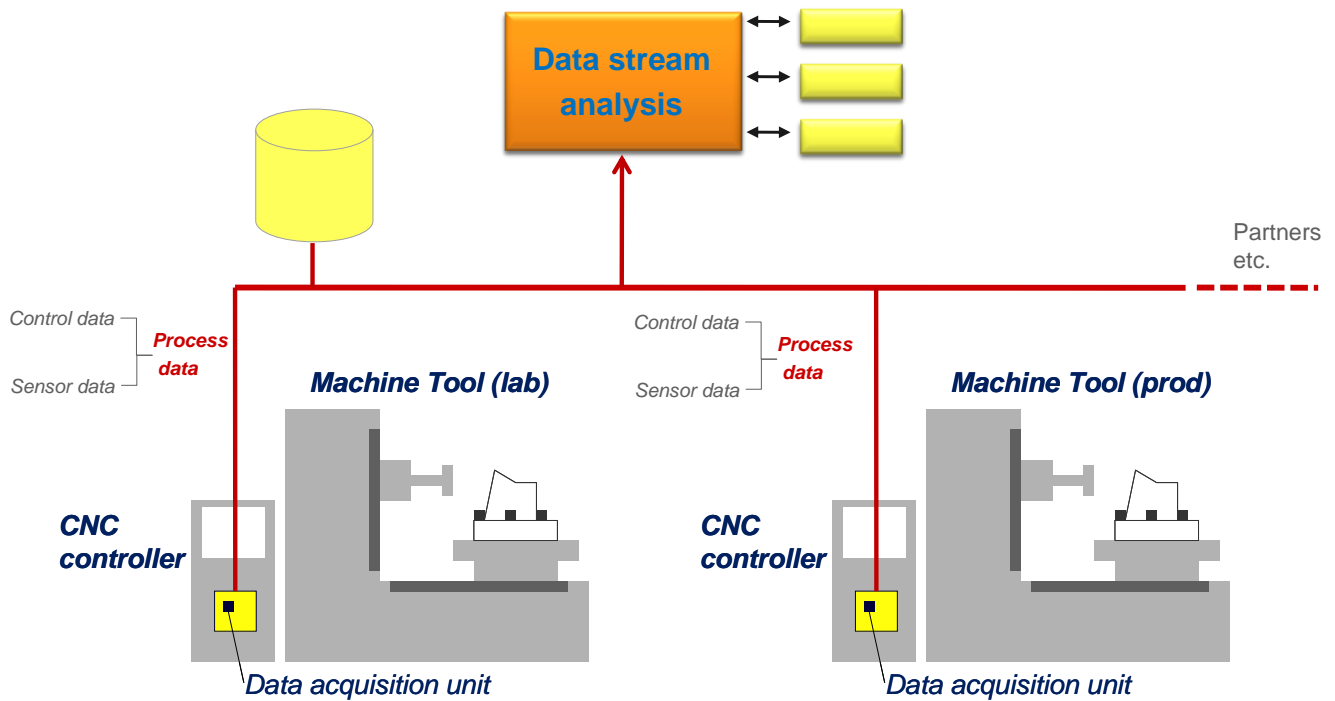 Data stream
analysis
Partners
etc.
Control data
Process
data
Sensor data
Machine Tool (lab)
CNC
controller
Data acquisition unit
Control data
Process
data
Sensor data
Machine Tool (prod)
CNC
controller
Data acquisition unit